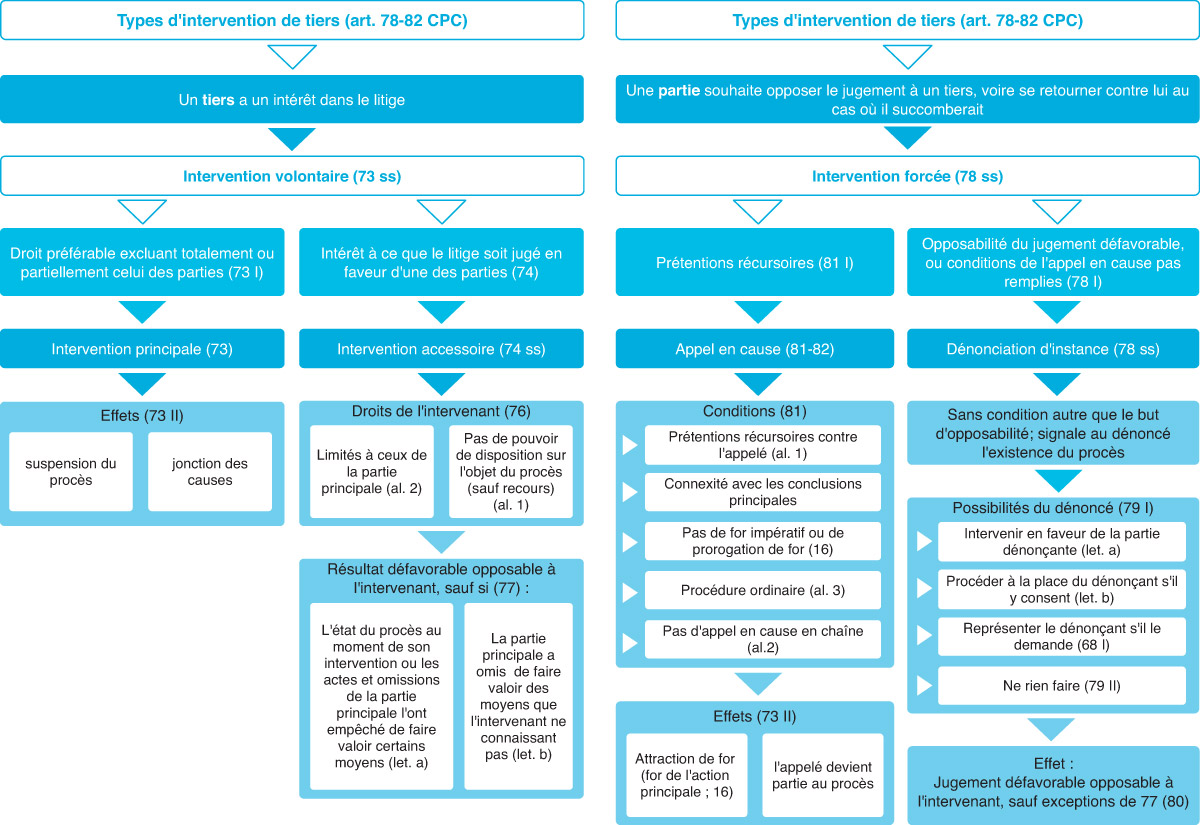 Types d'intervention de tiers (art. 78-82 CPC)
Un tiers a un intérêt dans le litige
Intervention volontaire (73 ss)
Droit préférable excluant totalement ou
partiellement celui des parties (73 I)
Intervention principale (73)
Effets (73 II)
suspension du
procès
jonction des
causes
Intérêt à ce que le litige soit jugé en
faveur d'une des parties (74)
Intervention accessoire (74 ss)
Droits de l'intervenant (76)
Limités à ceux de
la partie
principale (al. 2)
Pas de pouvoir
de disposition sur
l'objet du procès
(sauf recours)
(al. 1)
Résultat défavorable opposable à
l'intervenant, sauf si (77) :
L'état du procès au
moment de son
intervention ou les
actes et omissions
de la partie
principale l'ont
empêché de faire
valoir certains
moyens (let. a)
La partie
principale a
omis de faire
valoir des
moyens que
l'intervenant ne
connaissant
pas (let. b)
Types d'intervention de tiers (art. 78-82 CPC)
Une partie souhaite opposer le jugement à un tiers, voire se retourner contre lui au
cas où il succomberait
Intervention forcée (78 ss)
Prétentions récursoires (81 I)
Appel en cause (81-82)
Conditions (81)
Prétentions récursoires contre
l'appelé (al. 1)
Connexité avec les conclusions
principales
Pas de for impératif ou de
prorogation de for (16)
Procédure ordinaire (al. 3)
Pas d'appel en cause en chaîne
(al.2)
Effets (73 II)
Attraction de for
(for de l'action
principale ; 16)
l'appelé devient
partie au procès
Opposabilité du jugement défavorable,
ou conditions de l'appel en cause pas
remplies (78 I)
Dénonciation d'instance (78 ss)
Sans condition autre que le but
d'opposabilité; signale au dénoncé
l'existence du procès
Possibilités du dénoncé (79 I)
Intervenir en faveur de la partie
dénonçante (let. a)
Procéder à la place du dénonçant s'il
y consent (let. b)
Représenter le dénonçant s'il le
demande (68 I)
Ne rien faire (79 II)
Effet :
Jugement défavorable opposable à
l'intervenant, sauf exceptions de 77 (80)